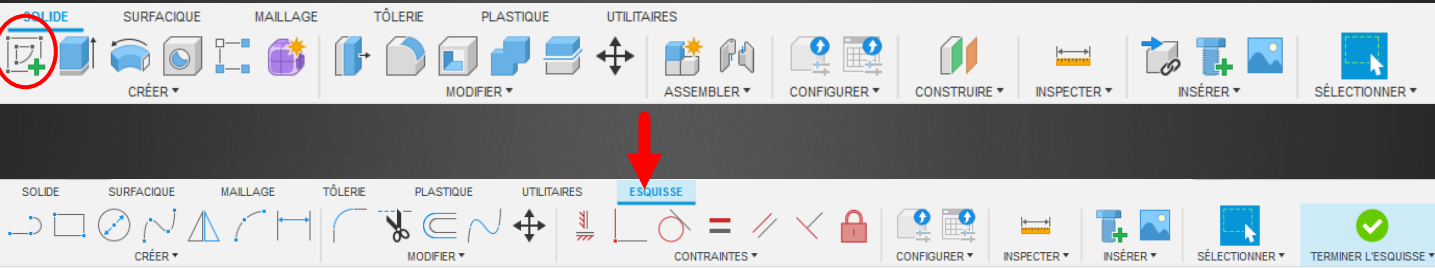 SOLIDE SURFACIQUE MAILLAGE TÔLERIE PLASTIQUE UTILITAIRES
CRÉER MODIFIER ASSEMBLER CONFIGURER CONSTRUIRE INSPECTER INSÉRER SÉLECTIONNER
SOLIDE SURFACIQUE MAILLAGE TÔLERIE PLASTIQUE UTILITAIRES ESQUISSE
CRÉER MODIFIER CONTRAINTES CONFIGURER INSPECTER INSÉRER SÉLECTIONNER TERMINER L'ESQUISSE